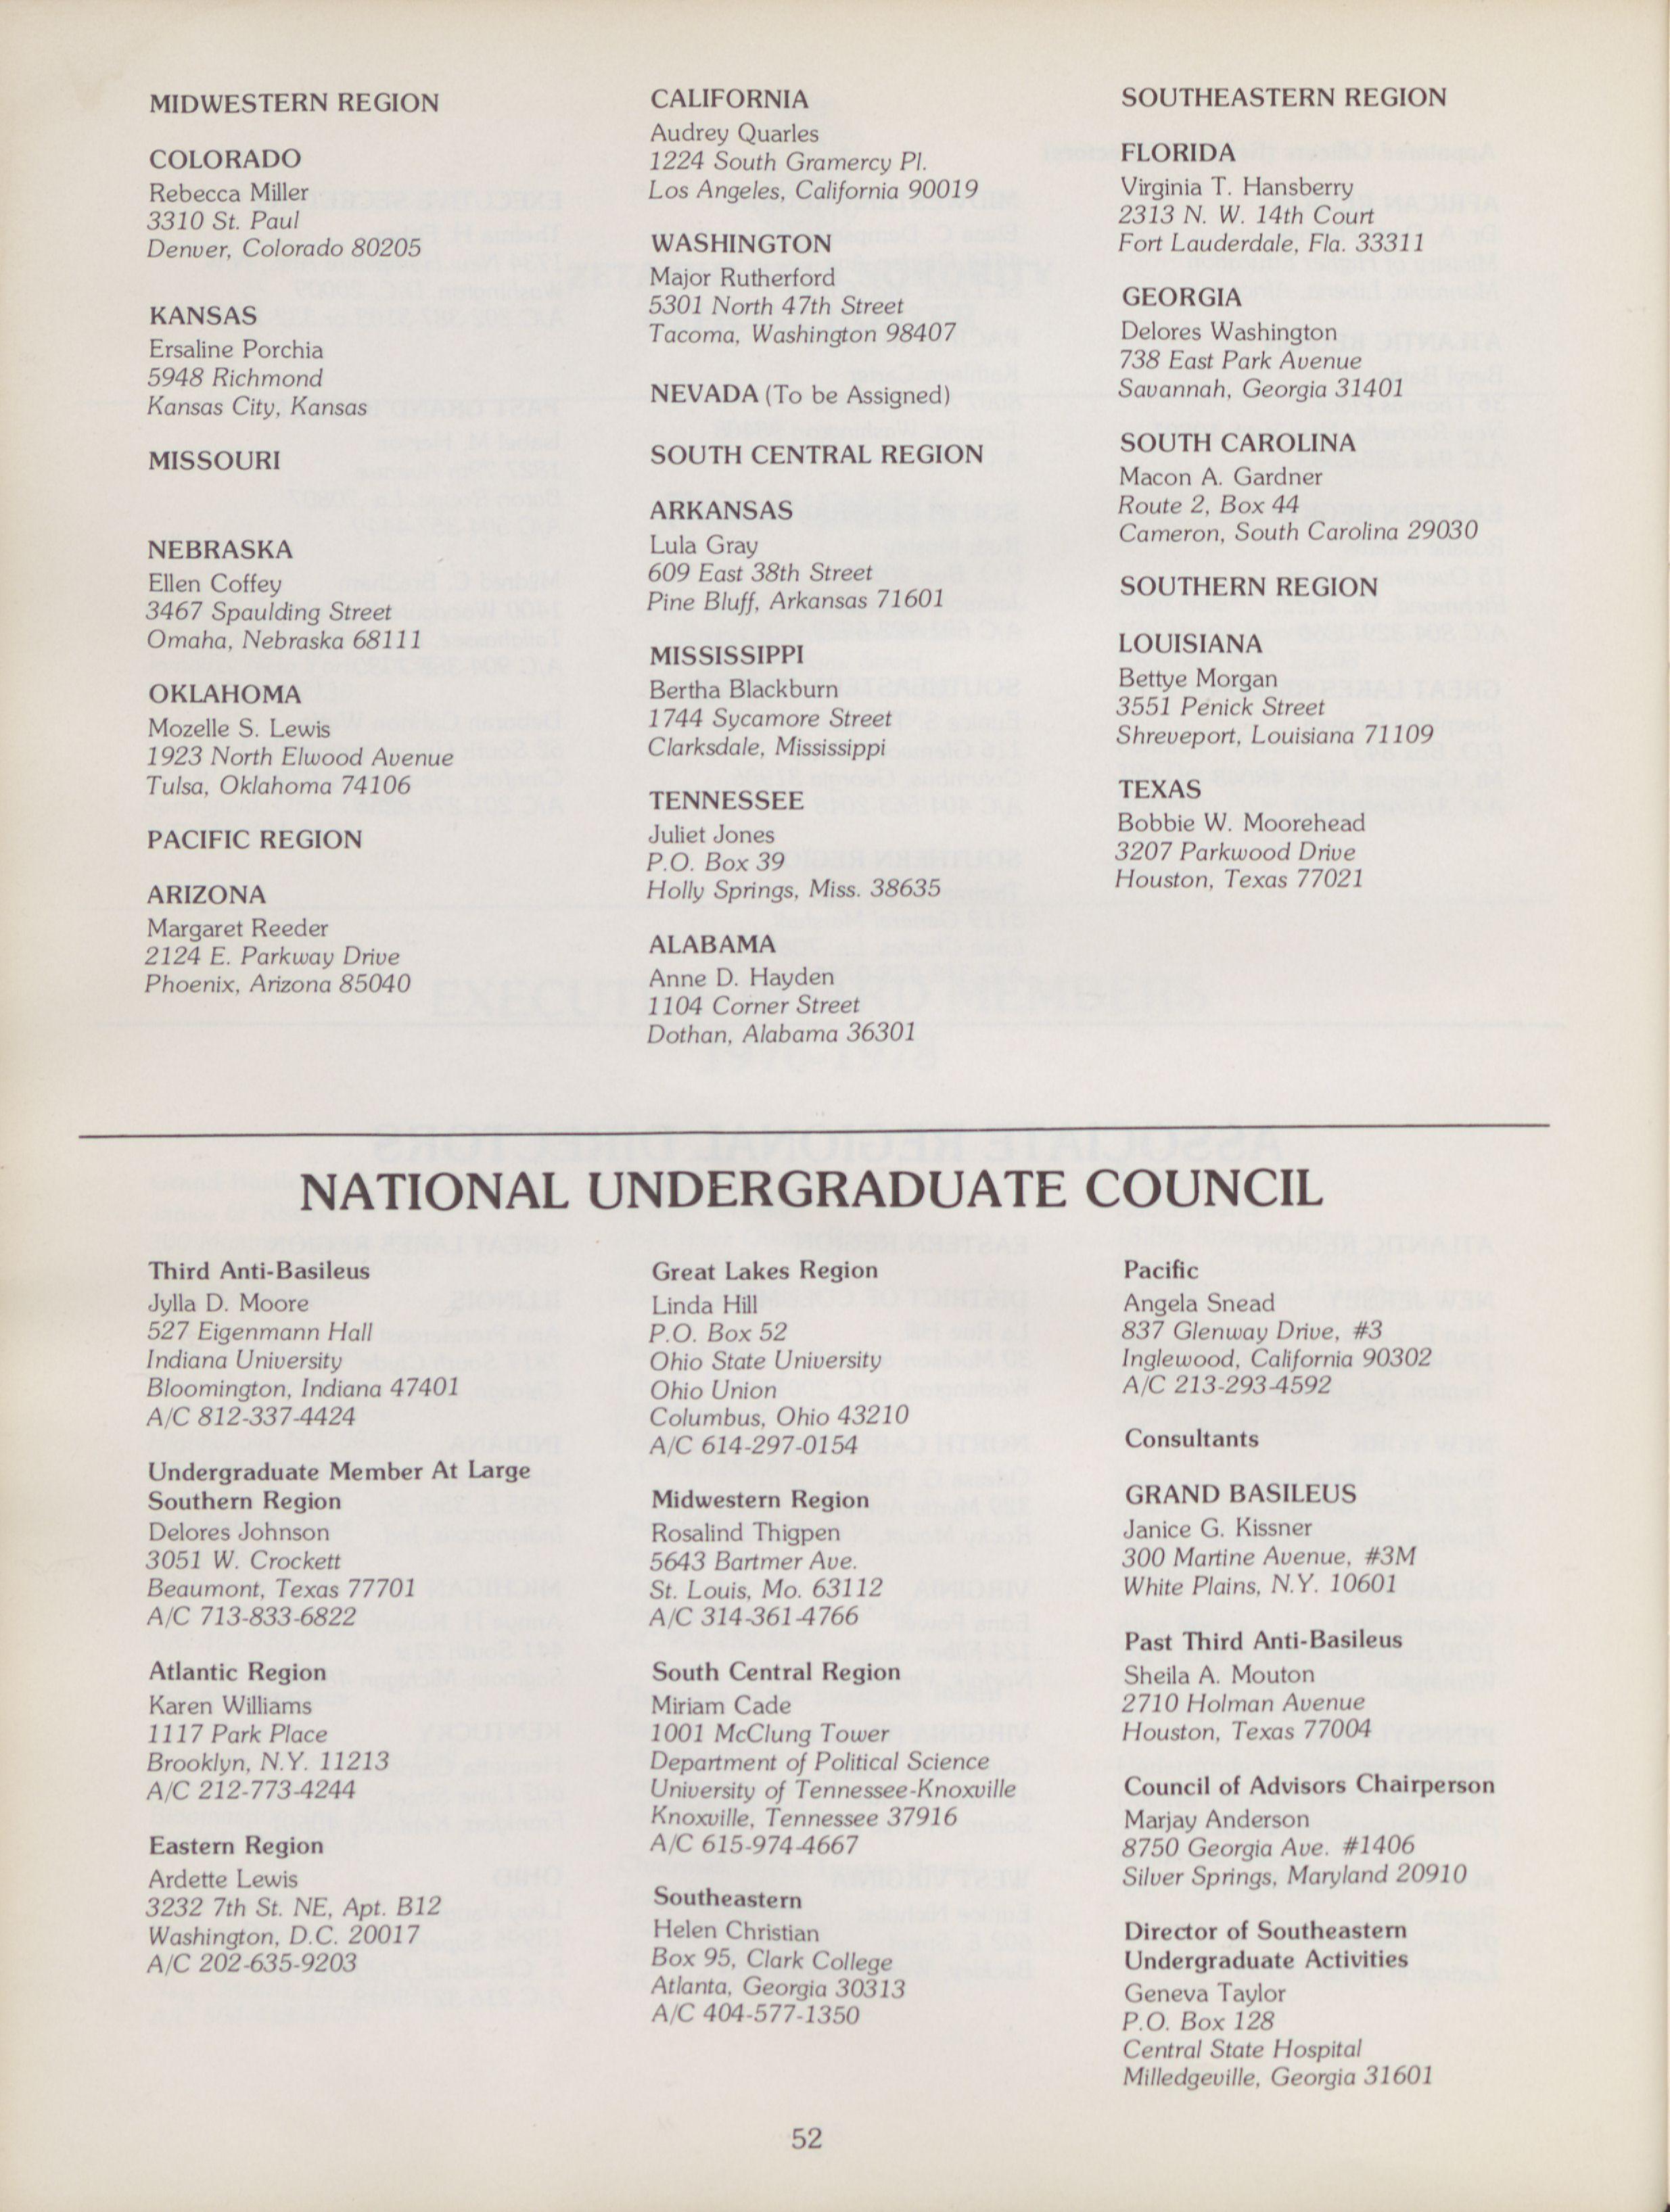 MIDWESTERN REGION
COLORADO
Rebecca Miller
3310 St. Paul
Denver, Colorado 80205
KANSAS
Ersaline Porchia
5948 Richmond
Kansas City, Kansas
MISSOURI
NEBRASKA
Ellen Coffey
3467 Spaulding Street
Omaha, Nebraska 68111
OKLAHOMA
Mozelle S. Lewis
1923 North Elwood Avenue
Tulsa, Oklahoma 74106
PACIFIC REGION
ARIZONA
Margaret Reeder
2124 E. Parkway Drive
Phoenix, Arizona 85040
CALIFORNIA
Audrey Quarles
1224 South Gramercy Pl.
Los Angeles, California 90019
WASHINGTON
Major Rutherford
5301 North 47th Street
Tacoma, Washington 98407
NEVADA (To be Assigned)
SOUTH CENTRAL REGION
ARKANSAS
Lula Gray
609 East 38th Street
Pine Bluff, Arkansas 71601
MISSISSIPPI
Bertha Blackburn
1744 Sycamore Street
Clarksdale, Mississippi
TENNESSEE
Juliet Jones
P.O. Box 39
Holly Springs, Miss. 38635
ALABAMA
Anne D. Hayden
1104 Corner Street
Dothan, Alabama 36301
SOUTHEASTERN REGION
FLORIDA
Virginia T. Hansberry
2313 N. W. 14th Court
Fort Lauderdale, Fla. 33311
GEORGIA
Delores Washington
738 East Park Avenue
Savannah, Georgia 31401
SOUTH CAROLINA
Macon A. Gardner
Route 2, Box 44
Cameron, South Carolina 29030
SOUTHERN REGION
LOUISIANA
Bettye Morgan
3551 Penick Street
Shreveport, Louisiana 71109
TEXAS
Bobbie W. Moorehead
3207 Parkwood Drive
Houston, Texas 77021
NATIONAL UNDERGRADUATE COUNCIL
Third Anti-Basileus
Jylla D. Moore
527 Eigenmann Hall
Indiana University
Bloomington, Indiana 47401
A/C 812-337-4424
Undergraduate Member At Large
Southern Region
Delores Johnson
3051 W. Crockett
Beaumont, Texas 77701
A/C 713-833-6822
Atlantic Region
Karen Williams
1117 Park Place
Brooklyn, N.Y. 11213
A/C 212-773-4244
Eastern Region
Ardette Lewis
3232 7th St. NE, Apt. B12
Washington, D.C. 20017
A/C 202-635-9203
Great Lakes Region
Linda Hill
P.O. Box 52
Ohio State University
Ohio Union
Columbus, Ohio 43210
A/C 614-297-0154
Midwestern Region
Rosalind Thigpen
5643 Bartmer Ave.
St. Louis, Mo. 63112
A/C 314-361-4766
South Central Region
Miriam Cade
1001 McClung Tower
Department of Political Science
University of Tennessee-Knoxville
Knoxville, Tennessee 37916
A/C 615-974-4667
Southeastern
Helen Christian
Box 95, Clark College
Atlanta, Georgia 30313
A/C 404-577-1350
Pacific
Angela Snead
837 Glenway Drive, #3
Inglewood, California 90302
A/C 213-293-4592
Consultants
GRAND BASILEUS
Janice G. Kissner
300 Martine Avenue, #3M
White Plains, N.Y. 10601
Past Third Anti-Basileus
Sheila A. Mouton
2710 Holman Avenue
Houston, Texas 77004
Council of Advisors Chairperson
Marjay Anderson
8750 Georgia Ave. #1406
Silver Springs, Maryland 20910
Director of Southeastern
Undergraduate Activities
Geneva Taylor
P.O. Box 128
Central State Hospital
Milledgeville, Georgia 31601
52